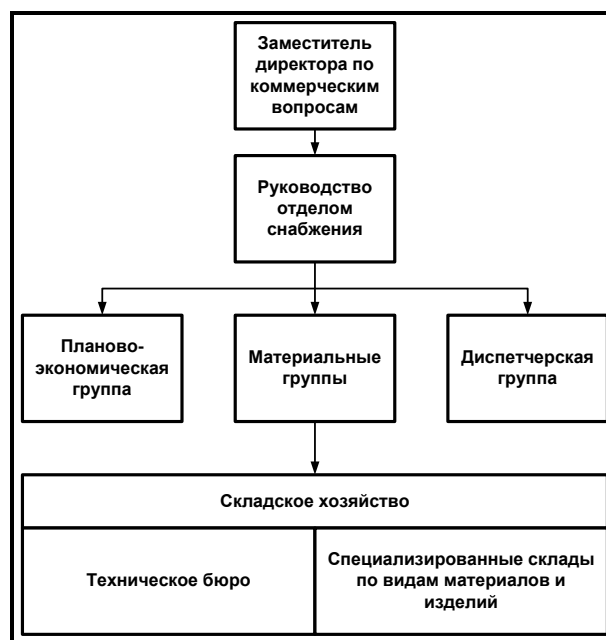 Заместитель
директора по
коммерческим
вопросам
Руководство
отделом
снабжения
Планово-
экономическая
группа
Материальные
группы
Диспетчерская
группа
Складское хозяйство
Техническое бюро
Специализированные склады
по видам материалов и
изделий